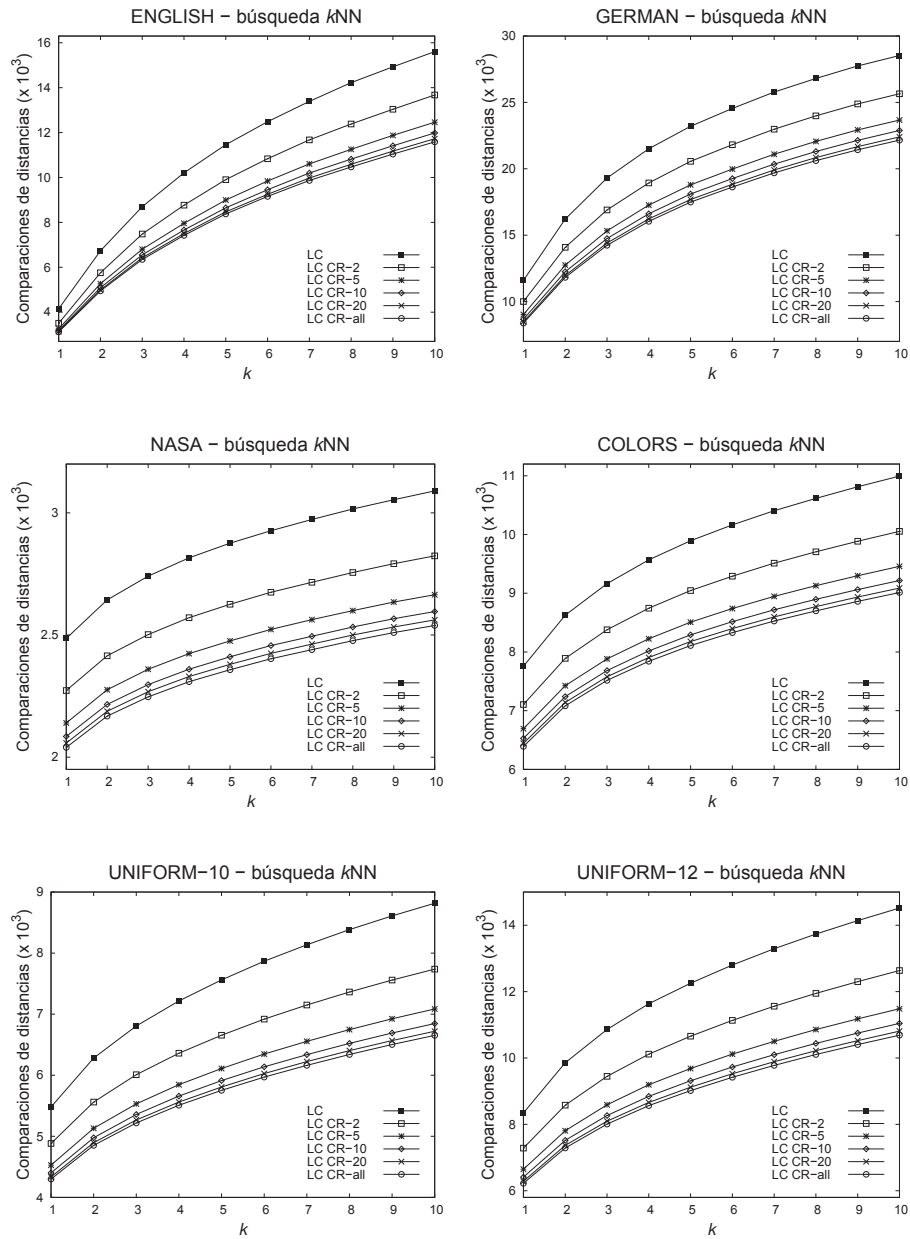 ENGLISH − búsqueda kNN
Comparaciones de distancias (x 10³)
16
14
12
10
8
6
4
LC
LC CR−2
LC CR−5
LC CR−10
LC CR−20
LC CR−all
1 2 3 4 5 6 7 8 9 10
k
GERMAN − búsqueda kNN
Comparaciones de distancias (x 10³)
30
25
20
15
10
LC
LC CR−2
LC CR−5
LC CR−10
LC CR−20
LC CR−all
1 2 3 4 5 6 7 8 9 10
k
NASA − búsqueda kNN
Comparaciones de distancias (x 10³)
3
2.5
2
LC
LC CR−2
LC CR−5
LC CR−10
LC CR−20
LC CR−all
1 2 3 4 5 6 7 8 9 10
k
COLORS − búsqueda kNN
Comparaciones de distancias (x 10³)
11
10
9
8
7
6
LC
LC CR−2
LC CR−5
LC CR−10
LC CR−20
LC CR−all
1 2 3 4 5 6 7 8 9 10
k
UNIFORM−10 − búsqueda kNN
Comparaciones de distancias (x 10³)
9
8
7
6
5
4
LC
LC CR−2
LC CR−5
LC CR−10
LC CR−20
LC CR−all
1 2 3 4 5 6 7 8 9 10
k
UNIFORM−12 − búsqueda kNN
Comparaciones de distancias (x 10³)
14
12
10
8
6
LC
LC CR−2
LC CR−5
LC CR−10
LC CR−20
LC CR−all
1 2 3 4 5 6 7 8 9 10
k